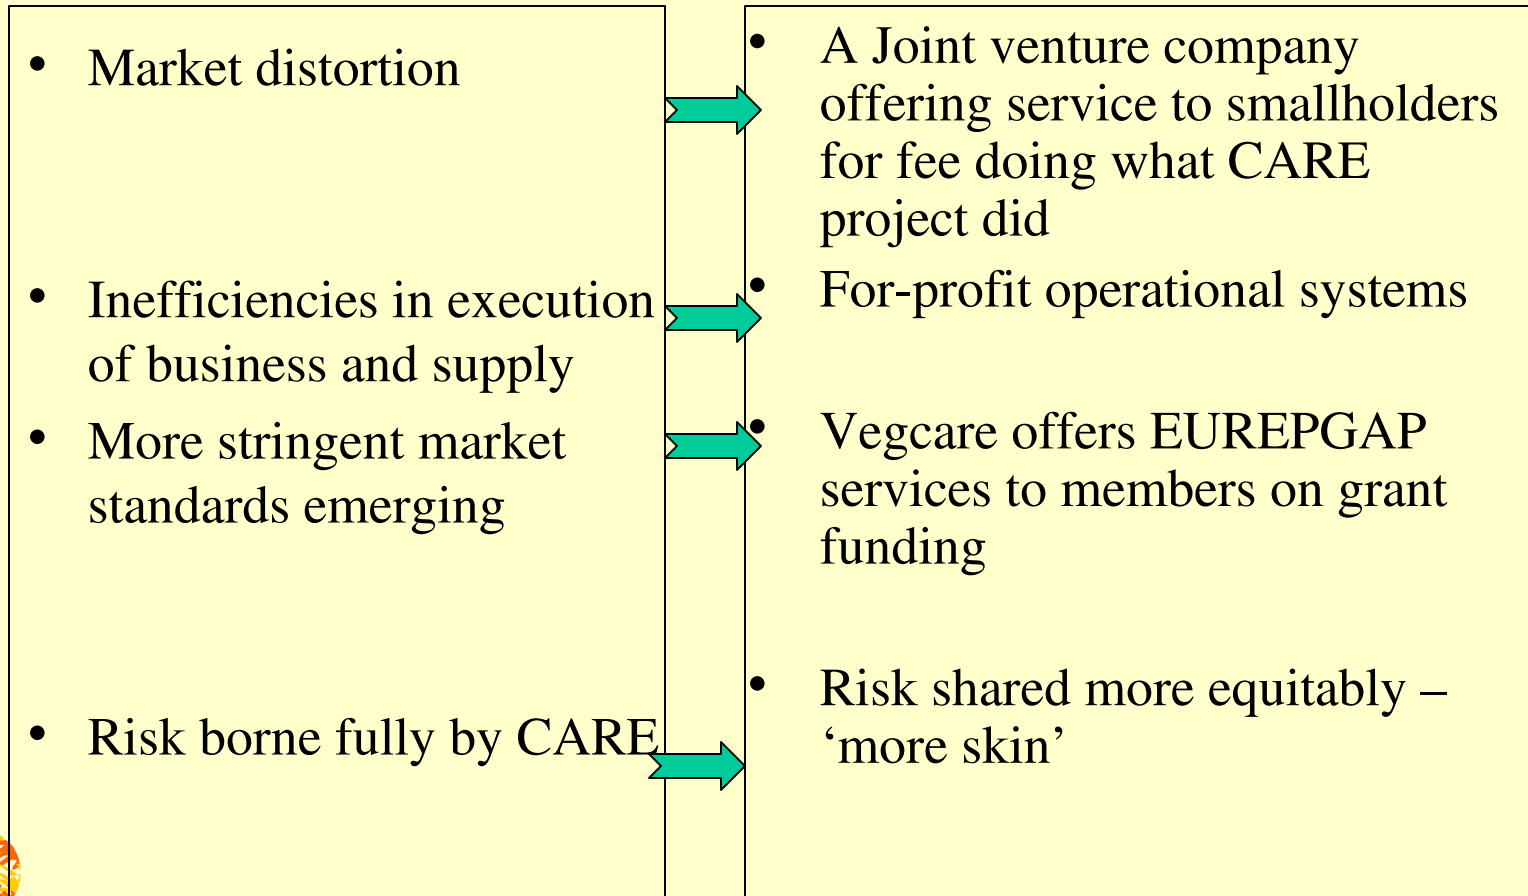 • Market distortion
• Inefficiencies in execution
of business and supply
• More stringent market
standards emerging
• Risk borne fully by CARE
• A Joint venture company
offering service to smallholders
for fee doing what CARE
project did
• For-profit operational systems
• Vegcare offers EUREPGAP
services to members on grant
funding
• Risk shared more equitably –
‘more skin’